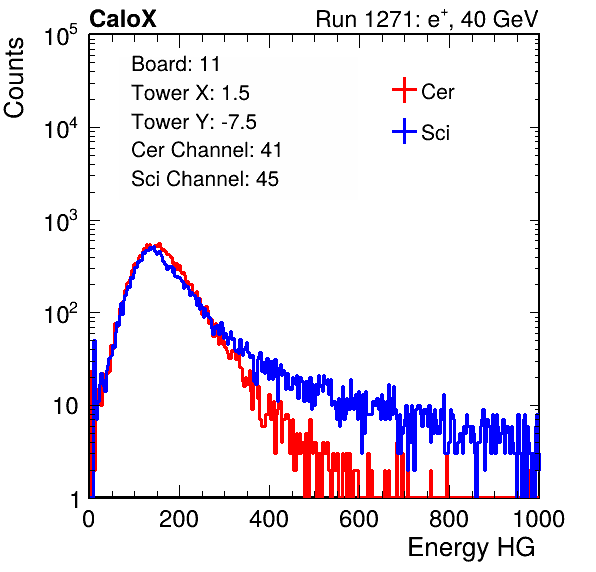 CaloX Run 1271: e⁺, 40 GeV
Counts
Board: 11
Tower X: 1.5
Tower Y: -7.5
Cer Channel: 41
Sci Channel: 45
Cer
Sci
10⁵
10⁴
10³
10²
10
1
0 200 400 600 800 1000
Energy HG